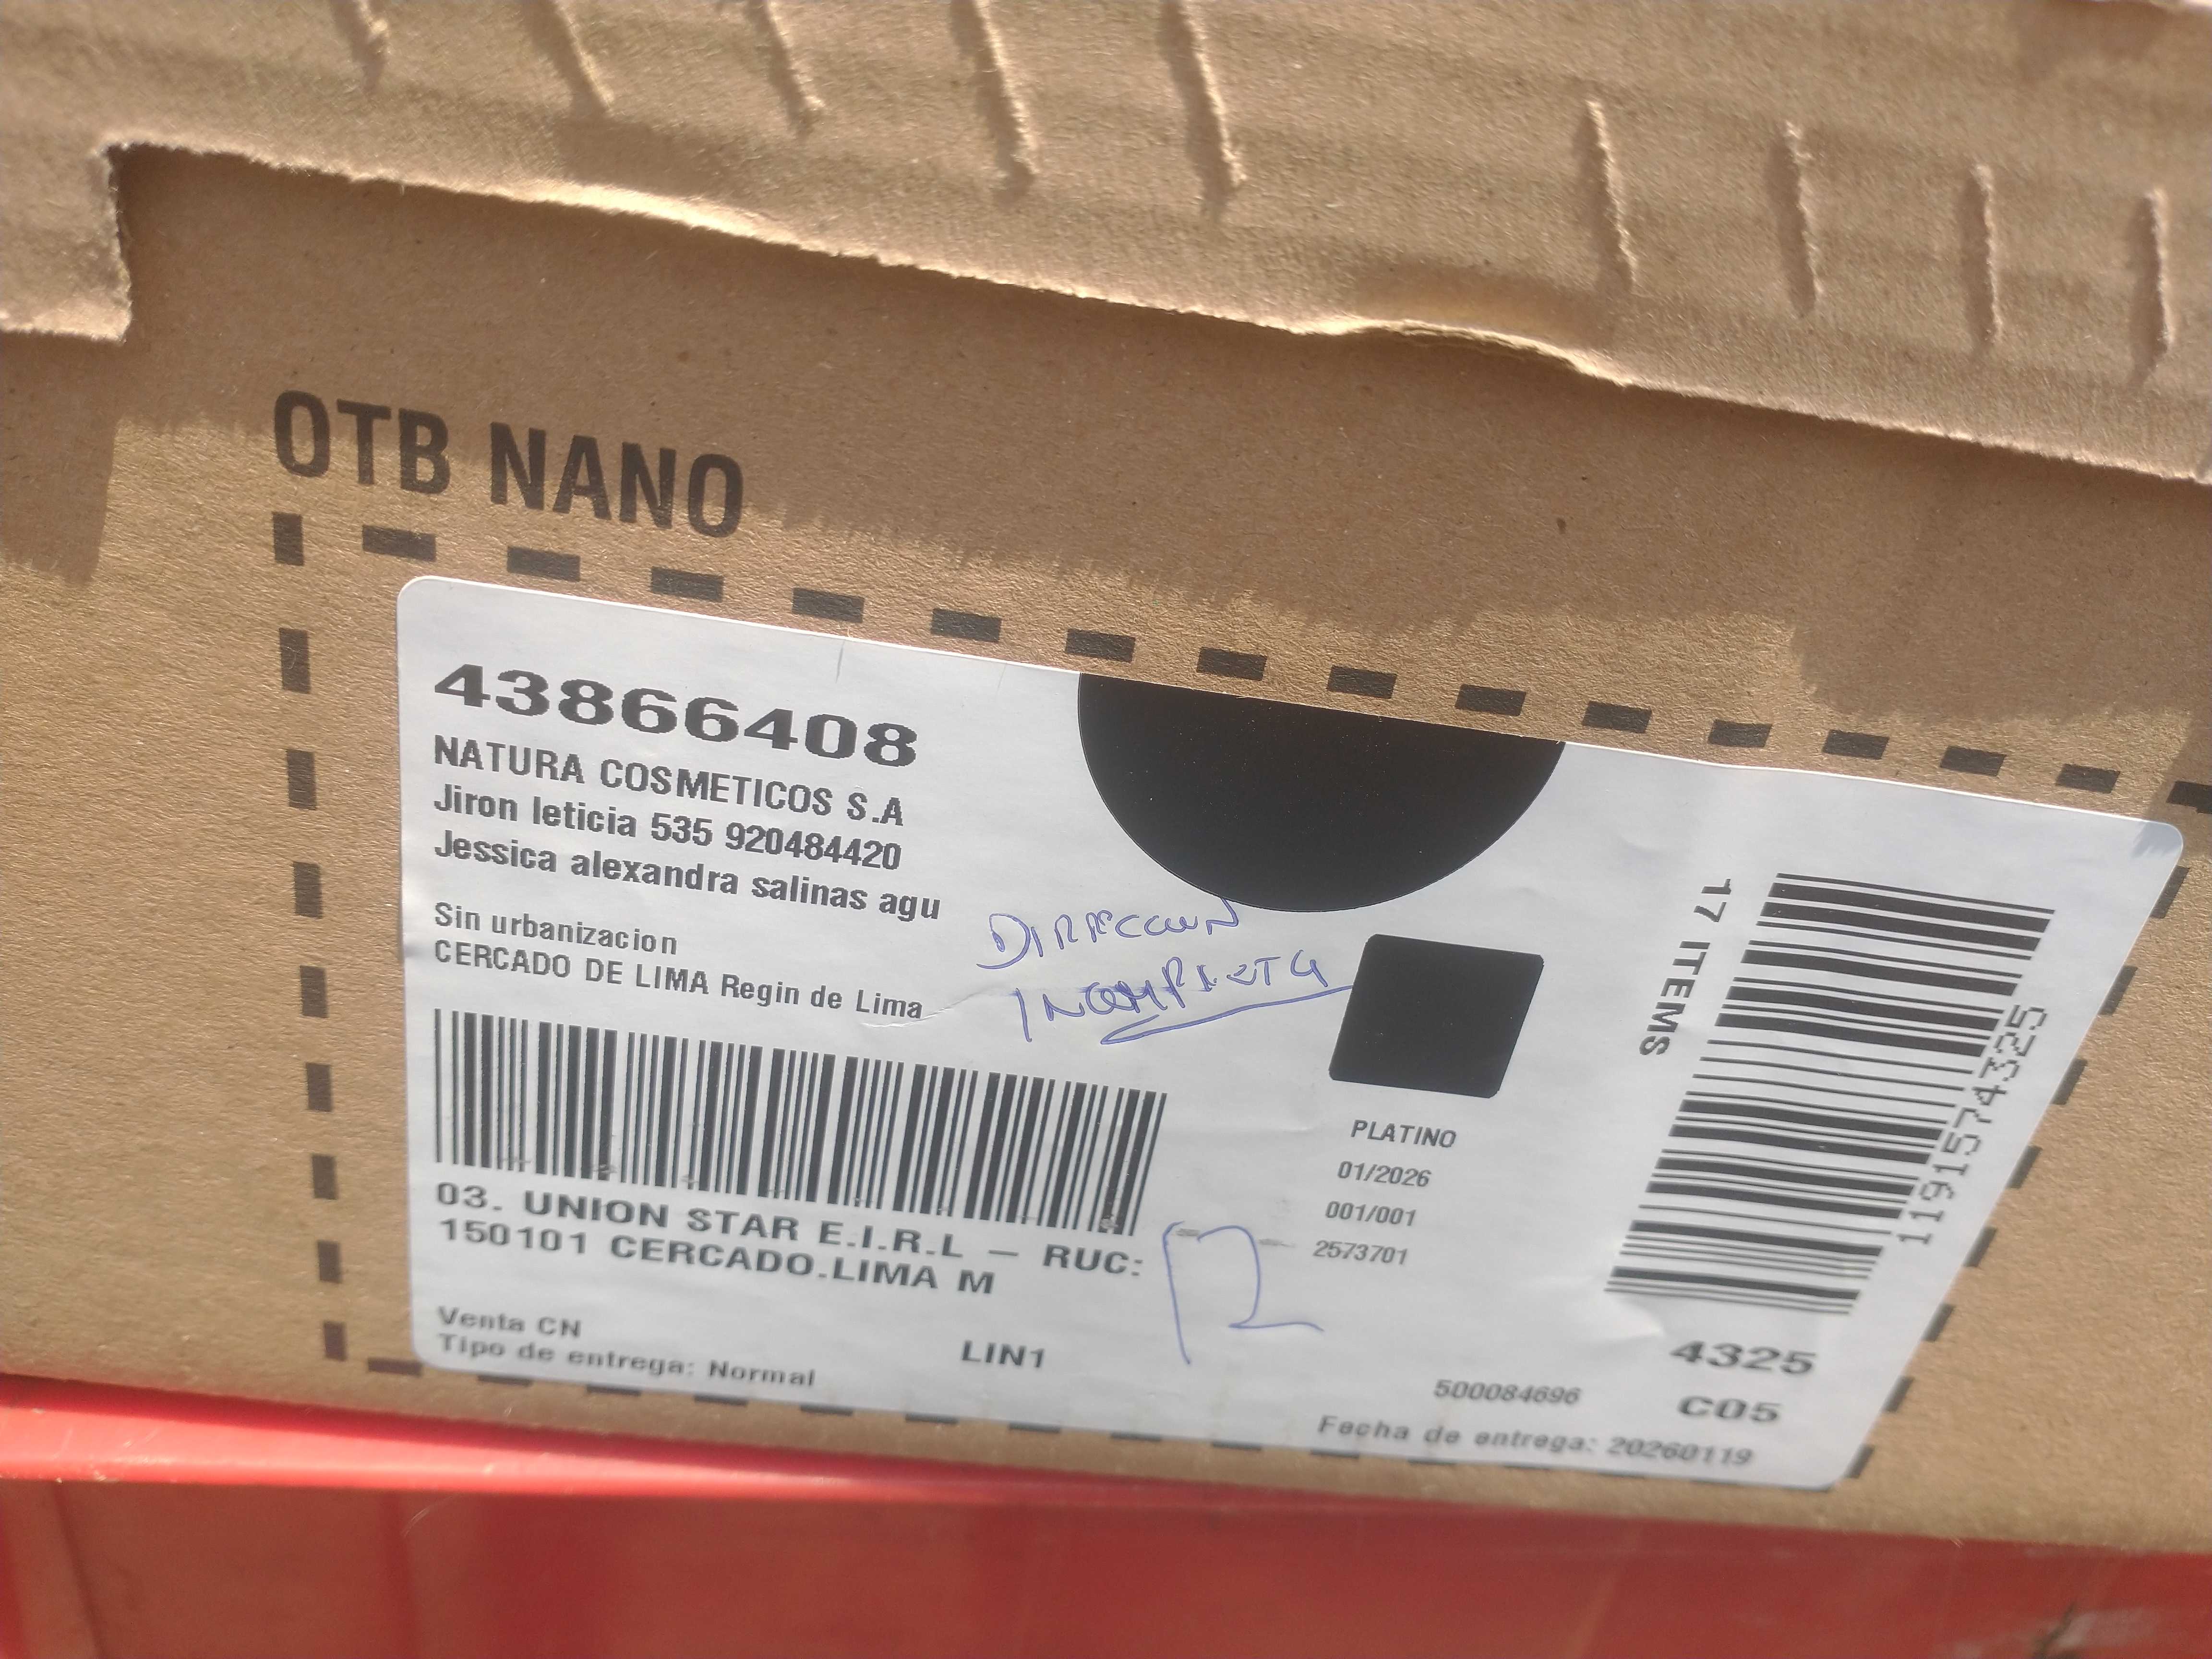 OTB NANO
43866408
NATURA COSMETICOS S.A
Jiron leticia 535 920484420
Jessica alexandra salinas agu
Sin urbanizacion
CERCADO DE LIMA Regin de Lima
DIRECCION
INCOMPLETA
03. UNION STAR E.I.R.L – RUC:
150101 CERCADO.LIMA M
Venta CN
Tipo de entrega: Normal
LIN1
PLATINO
01/2026
001/001
2573701
17 ITEMS
1191574325
4325
C05
500084696
Fecha de entrega: 20260119